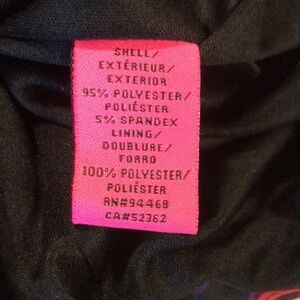 SHELL/
EXTÉRIEUR/
EXTERIOR
95% POLYESTER/
POLIÉSTER
5% SPANDEX
LINING/
DOUBLURE/
FORRO
100% POLYESTER/
POLIÉSTER
RN#94468
CA#52362